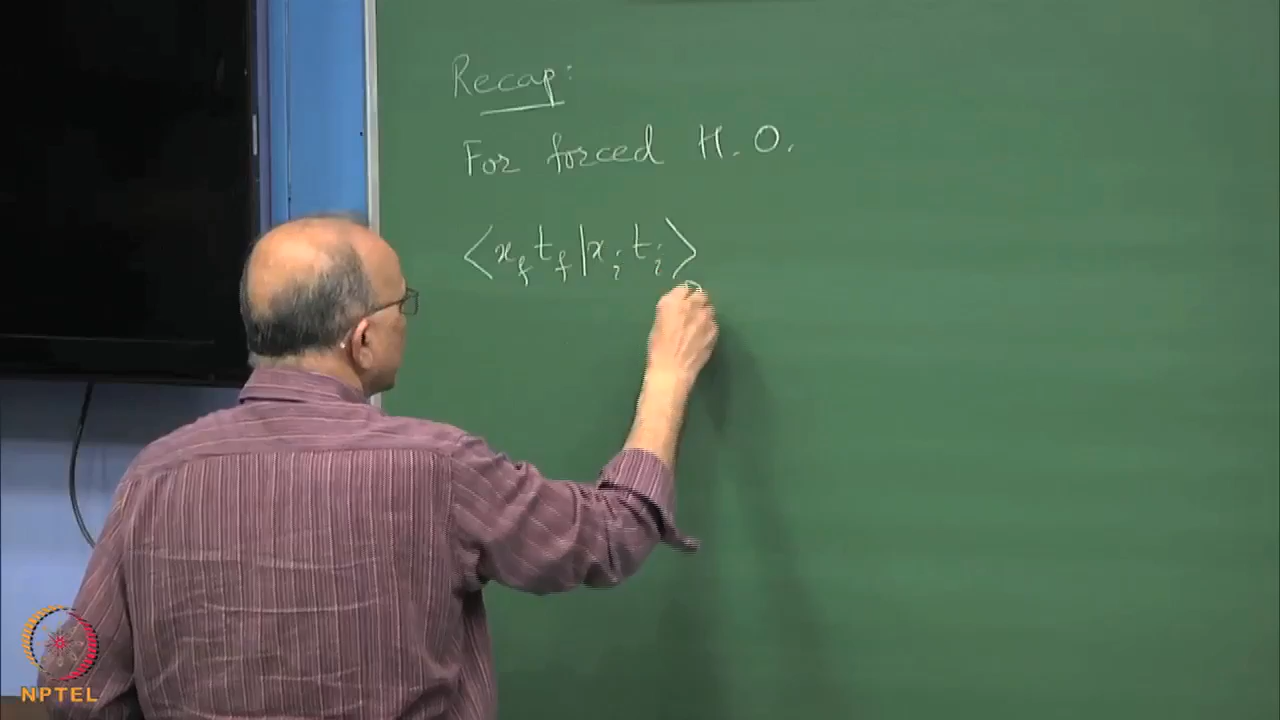 Recap:
For forced H.O.
⟨x_f t_f | x_i t_i⟩
NPTEL